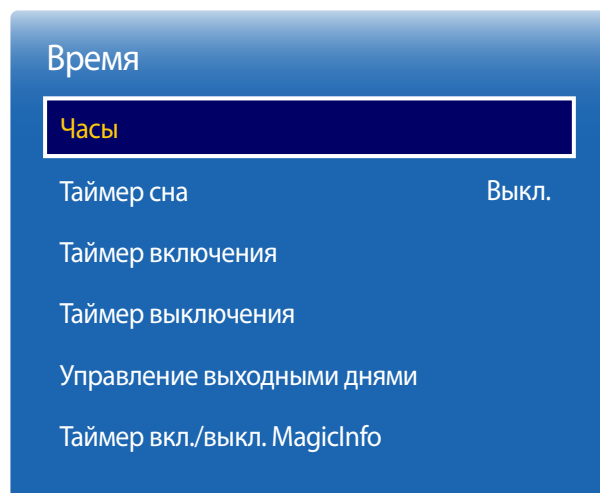 Время
Часы
Таймер сна Выкл.
Таймер включения
Таймер выключения
Управление выходными днями
Таймер вкл./выкл. MagicInfo